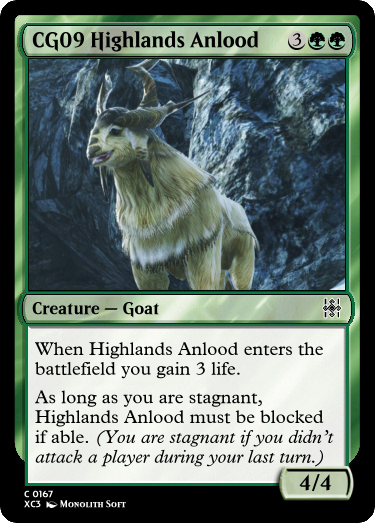 CG09 Highlands Anlood 3
Creature — Goat
When Highlands Anlood enters the
battlefield you gain 3 life.
As long as you are stagnant,
Highlands Anlood must be blocked
if able. (You are stagnant if you didn't
attack a player during your last turn.)
4/4
C 0167
XC3 Monolith Soft